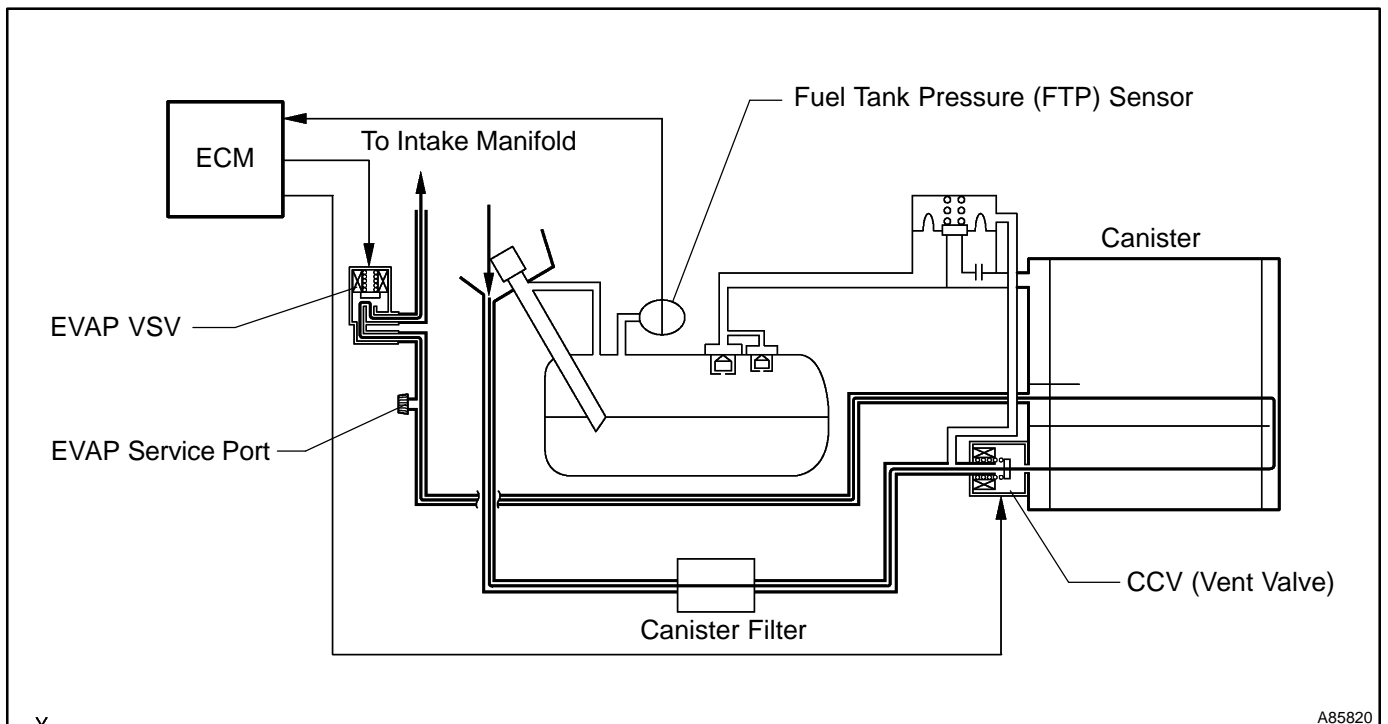 Fuel Tank Pressure (FTP) Sensor
To Intake Manifold
ECM
Canister
EVAP VSV
EVAP Service Port
CCV (Vent Valve)
Canister Filter
Y
A85820